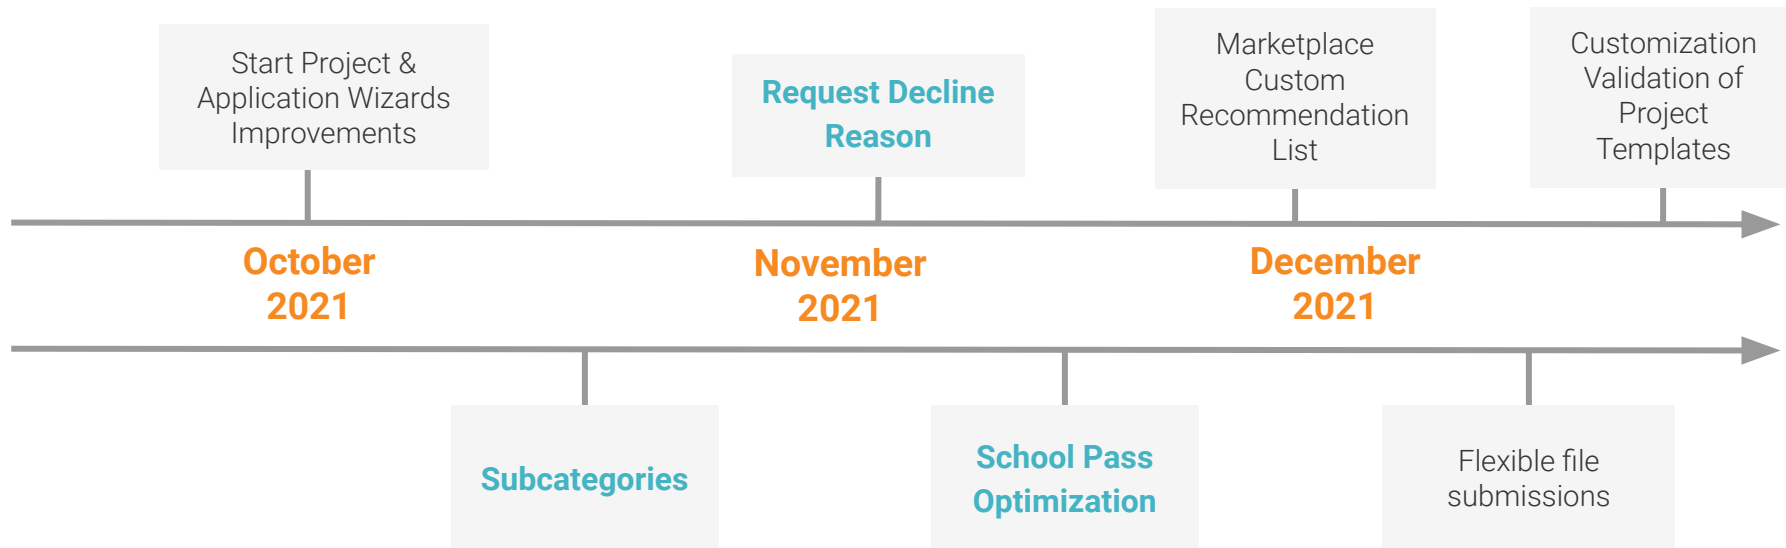 Start Project &
Application Wizards
Improvements
Request Decline
Reason
Marketplace
Custom
Recommendation
List
Customization
Validation of
Project
Templates
October
2021
November
2021
December
2021
Subcategories
School Pass
Optimization
Flexible file
submissions